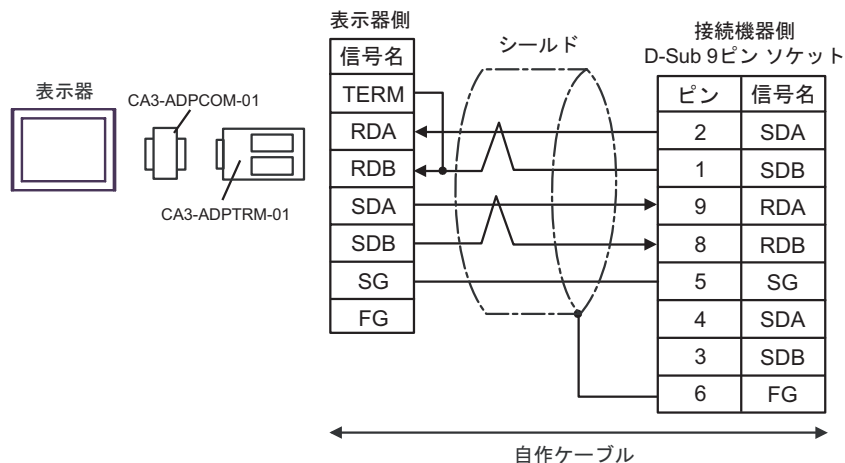 表示器
CA3-ADPCOM-01
CA3-ADPTRM-01
表示器側
信号名
TERM
RDA
RDB
SDA
SDB
SG
FG
シールド
接続機器側
D-Sub 9ピン ソケット
ピン 信号名
2 SDA
1 SDB
9 RDA
8 RDB
5 SG
4 SDA
3 SDB
6 FG
自作ケーブル